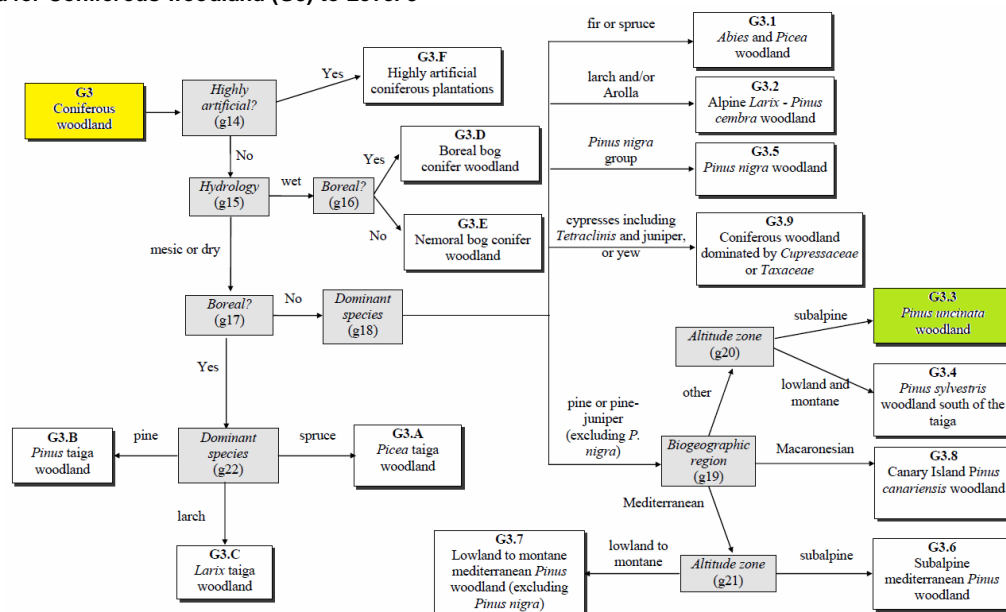 for Coniferous woodland (G3) to Level 3
G3
Coniferous
woodland
Highly
artificial?
(g14)
Yes
G3.F
Highly artificial
coniferous plantations
No
Hydrology
(g15)
wet
Boreal?
(g16)
Yes
G3.D
Boreal bog
conifer woodland
No
G3.E
Nemoral bog conifer
woodland
mesic or dry
Boreal?
(g17)
No
Dominant
species
(g18)
Yes
Dominant
species
(g22)
pine
G3.B
Pinus taiga
woodland
spruce
G3.A
Picea taiga
woodland
larch
G3.C
Larix taiga
woodland
fir or spruce
G3.1
Abies and Picea
woodland
larch and/or
Arolla
G3.2
Alpine Larix - Pinus
cembra woodland
Pinus nigra
group
G3.5
Pinus nigra woodland
cypresses including
Tetraclinis and juniper,
or yew
G3.9
Coniferous woodland
dominated by Cupressaceae
or Taxaceae
pine or pine-
juniper
(excluding P.
nigra)
Biogeographic
region
(g19)
other
Altitude zone
(g20)
subalpine
G3.3
Pinus uncinata
woodland
lowland and
montane
G3.4
Pinus sylvestris
woodland south of the
taiga
Macaronesian
G3.8
Canary Island Pinus
canariensis woodland
Mediterranean
Altitude zone
(g21)
lowland to
montane
G3.7
Lowland to montane
mediterranean Pinus
woodland (excluding
Pinus nigra)
subalpine
G3.6
Subalpine
mediterranean Pinus
woodland